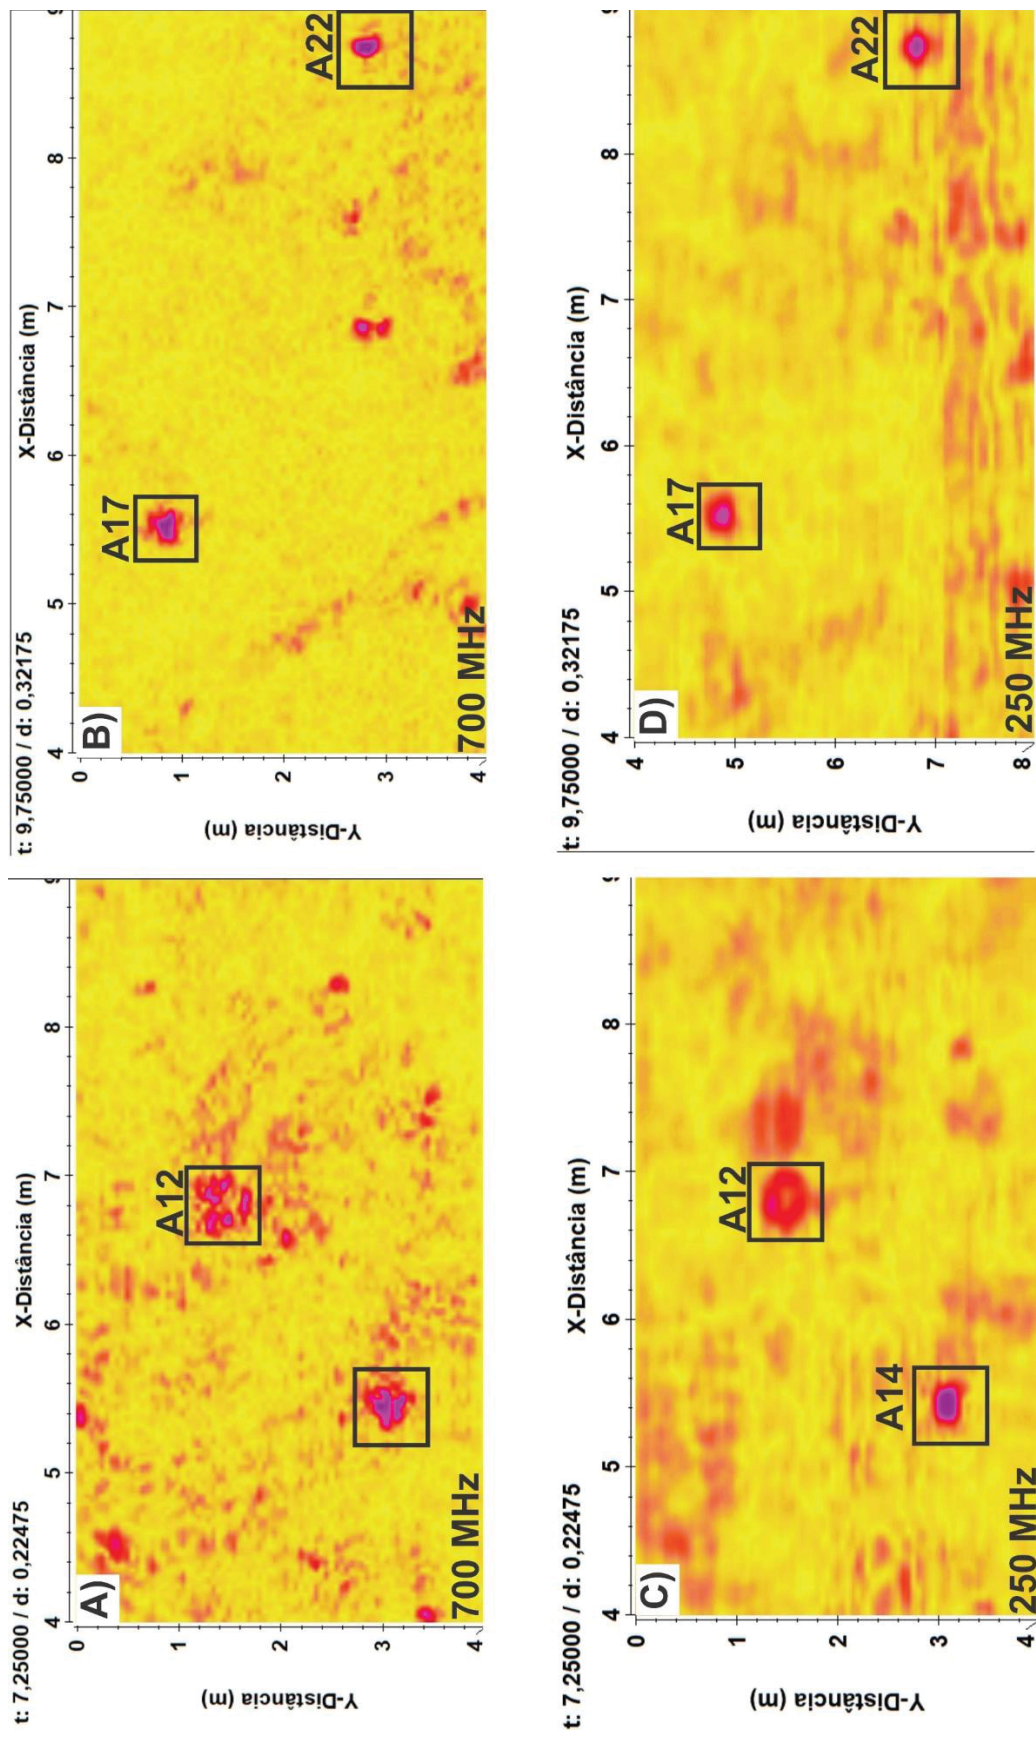 t: 7,25000 / d: 0,22475
X-Distância (m)
4 5 6 7 8
A)
A12
Y-Distância (m)
0
1
2
3
4
700 MHz
t: 9,75000 / d: 0,32175
X-Distância (m)
4 5 6 7 8
B)
A17
A22
Y-Distância (m)
0
1
2
3
4
700 MHz
t: 7,25000 / d: 0,22475
X-Distância (m)
4 5 6 7 8
C)
A12
A14
Y-Distância (m)
0
1
2
3
4
250 MHz
t: 9,75000 / d: 0,32175
X-Distância (m)
4 5 6 7 8
D)
A17
A22
Y-Distância (m)
4
5
6
7
8
250 MHz